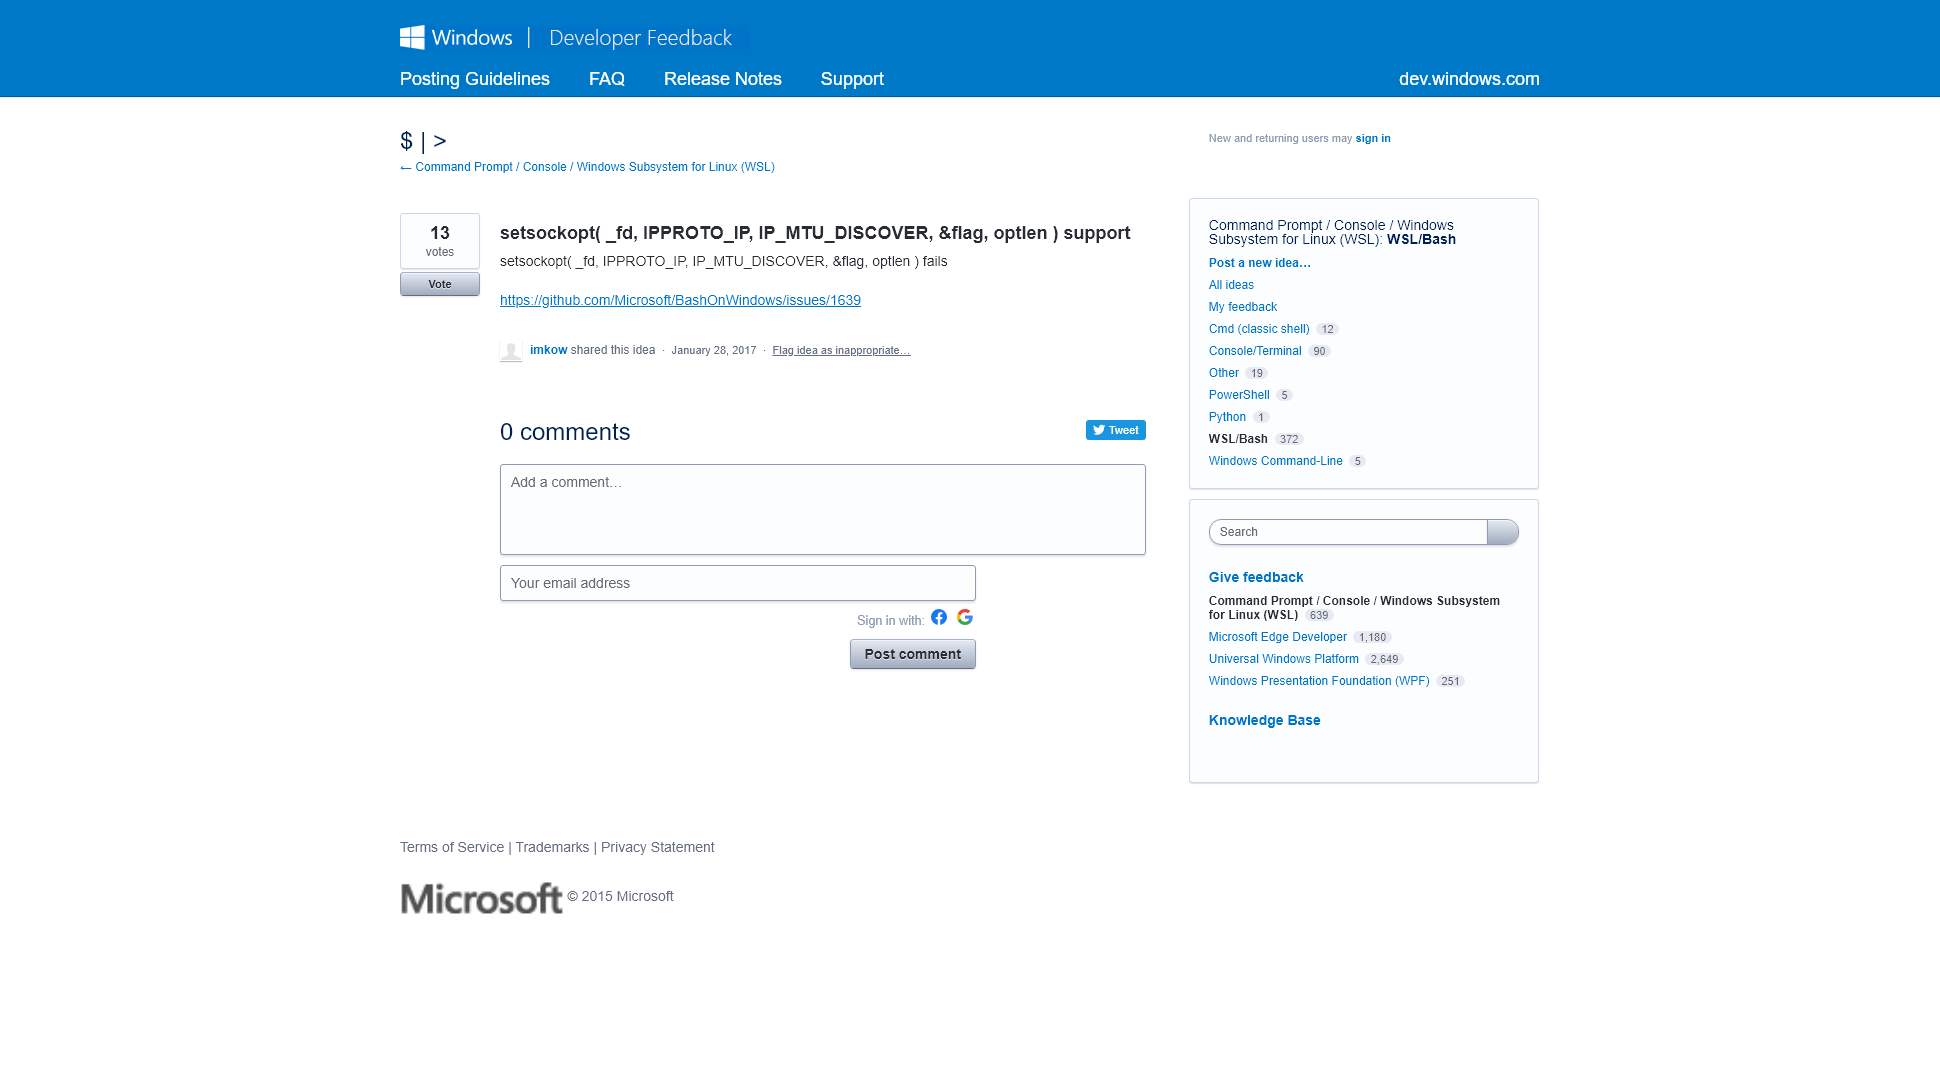 Windows | Developer Feedback
Posting Guidelines FAQ Release Notes Support dev.windows.com
$ | >
New and returning users may sign in
← Command Prompt / Console / Windows Subsystem for Linux (WSL)
13
votes
Vote
setsockopt( _fd, IPPROTO_IP, IP_MTU_DISCOVER, &flag, optlen ) support
setsockopt( _fd, IPPROTO_IP, IP_MTU_DISCOVER, &flag, optlen ) fails
https://github.com/Microsoft/BashOnWindows/issues/1639
imkow shared this idea · January 28, 2017 · Flag idea as inappropriate…
0 comments
Tweet
Add a comment…
Your email address
Sign in with:
Post comment
Command Prompt / Console / Windows
Subsystem for Linux (WSL): WSL/Bash
Post a new idea…
All ideas
My feedback
Cmd (classic shell) 12
Console/Terminal 90
Other 19
PowerShell 5
Python 1
WSL/Bash 372
Windows Command-Line 5
Search
Give feedback
Command Prompt / Console / Windows Subsystem
for Linux (WSL) 639
Microsoft Edge Developer 1,180
Universal Windows Platform 2,649
Windows Presentation Foundation (WPF) 251
Knowledge Base
Terms of Service | Trademarks | Privacy Statement
Microsoft © 2015 Microsoft